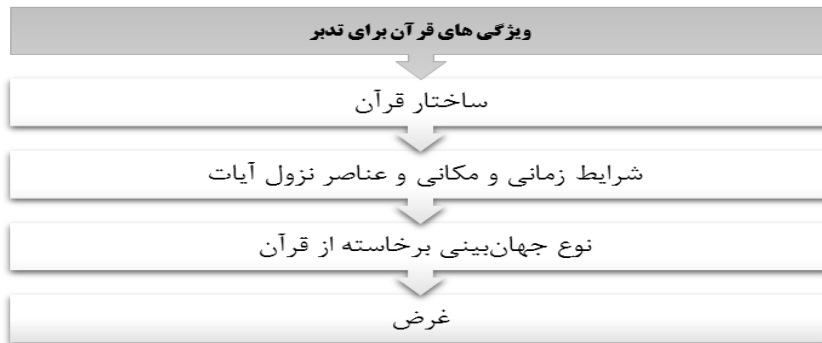 ویژگی های قرآن برای تدبر
ساختار قرآن
شرایط زمانی و مکانی و عناصر نزول آیات
نوع جهان‌بینی برخاسته از قرآن
غرض